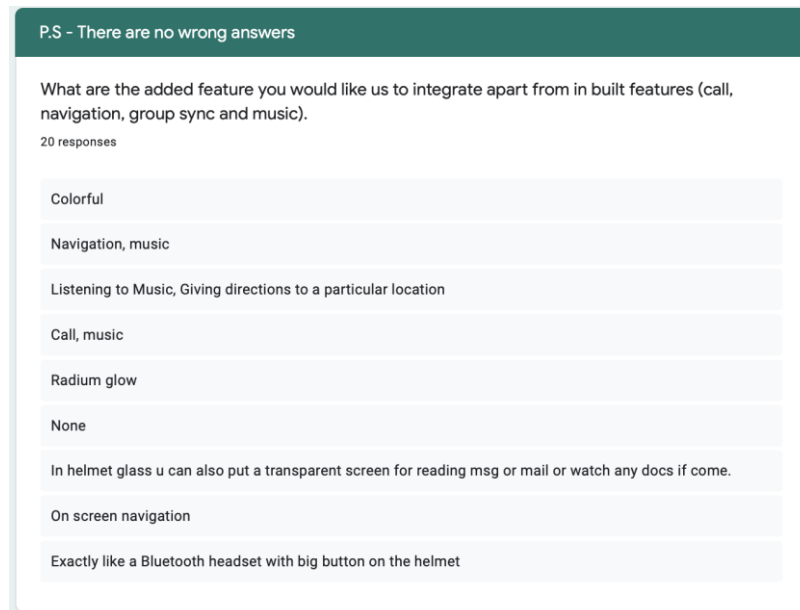 P.S - There are no wrong answers
What are the added feature you would like us to integrate apart from in built features (call,
navigation, group sync and music).
20 responses
Colorful
Navigation, music
Listening to Music, Giving directions to a particular location
Call, music
Radium glow
None
In helmet glass u can also put a transparent screen for reading msg or mail or watch any docs if come.
On screen navigation
Exactly like a Bluetooth headset with big button on the helmet